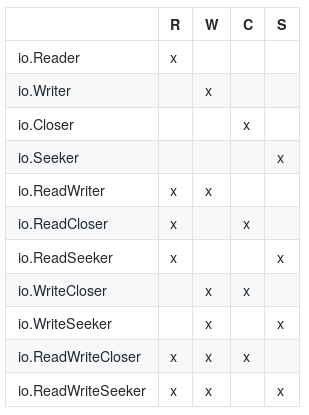 R W C S
io.Reader x
io.Writer x
io.Closer x
io.Seeker x
io.ReadWriter x x
io.ReadCloser x x
io.ReadSeeker x x
io.WriteCloser x x
io.WriteSeeker x x
io.ReadWriteCloser x x x
io.ReadWriteSeeker x x x